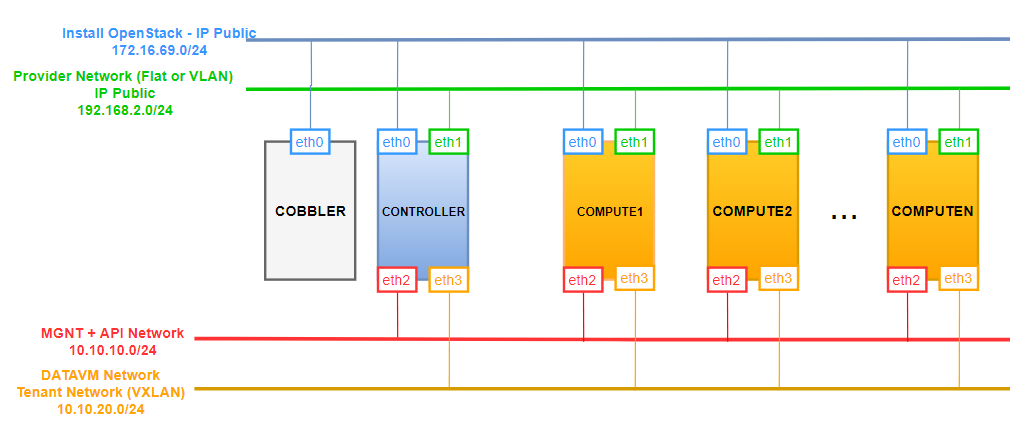 Install OpenStack - IP Public
172.16.69.0/24
Provider Network (Flat or VLAN)
IP Public
192.168.2.0/24
eth0
eth0
eth1
eth0
eth1
eth0
eth1
eth0
eth1
COBBLER
CONTROLLER
COMPUTE1
COMPUTE2
...
COMPUTEN
eth2
eth3
eth2
eth3
eth2
eth3
eth2
eth3
MGNT + API Network
10.10.10.0/24
DATAVM Network
Tenant Network (VXLAN)
10.10.20.0/24